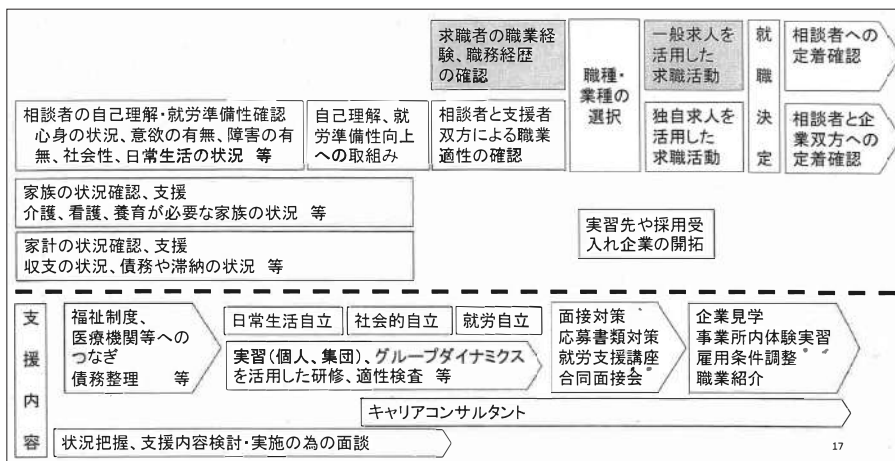 求職者の職業経
験、職務経歴
の確認
職種・
業種の
選択
一般求人を
活用した
求職活動
就
職
決
定
相談者への
定着確認
相談者の自己理解・就労準備性確認
心身の状況、意欲の有無、障害の有
無、社会性、日常生活の状況 等
自己理解、就
労準備性向上
への取組み
相談者と支援者
双方による職業
適性の確認
独自求人を
活用した
求職活動
相談者と企
業双方への
定着確認
家族の状況確認、支援
介護、看護、養育が必要な家族の状況 等
家計の状況確認、支援
収支の状況、債務や滞納の状況 等
実習先や採用受
入れ企業の開拓
支
援
内
容
福祉制度、
医療機関等への
つなぎ
債務整理 等
日常生活自立
社会的自立
就労自立
実習(個人、集団)、グループダイナミクス
を活用した研修、適性検査 等
面接対策
応募書類対策
就労支援講座
合同面接会
企業見学
事業所内体験実習
雇用条件調整
職業紹介
キャリアコンサルタント
状況把握、支援内容検討・実施の為の面談
17